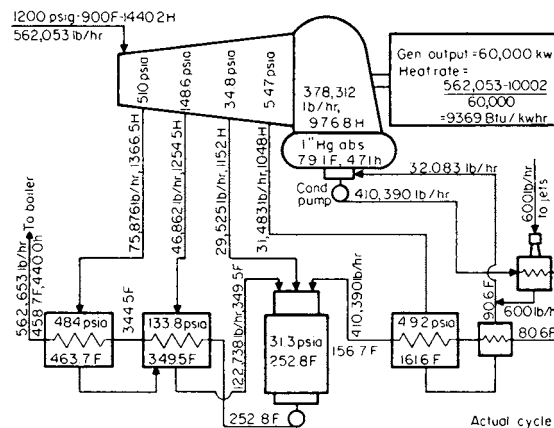 1200 psig-900F-1440.2H
562,053 lb/hr
510 psia
148.6 psia
34.8 psia
5.47 psia
378,312
lb/hr,
976.8 H
1" Hg abs
79.1F, 47.1h
Gen output = 60,000 kw
Heat rate =
562,053-1000.2
60,000
=9369 Btu / kwhr
Cond
pump
32,083 lb/hr
410,390 lb/hr
600 lb/hr
to jets
To boiler
562,653 lb/hr
458.7F, 440.0h
75,876 lb/hr, 1366.5H
46,862 lb/hr, 1254.5H
29,525 lb/hr, 1152H
31,483 lb/hr, 1048H
484 psia
463.7 F
344.5F
133.8 psia
349.5F
122,738 lb/hr, 349.5F
31.3 psia
252.8F
252.8F
410,390 lb/hr
156.7F
4.92 psia
161.6F
90.6 F
600 lb/hr
80.6F
Actual cycle